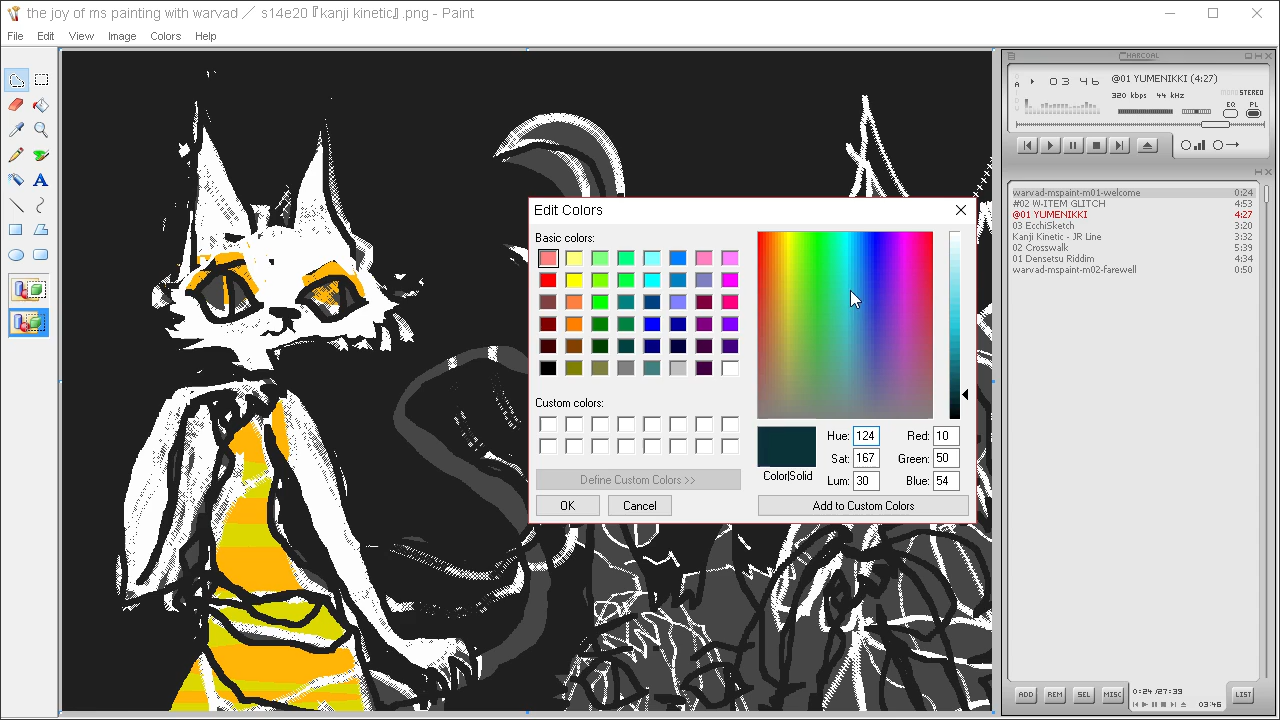 the joy of ms painting with warvad ／ s14e20『kanji kinetic』.png - Paint
File Edit View Image Colors Help
A
Edit Colors
Basic colors:
Custom colors:
Define Custom Colors >>
OK Cancel
Color|Solid
Hue: 124 Red: 10
Sat: 167 Green: 50
Lum: 30 Blue: 54
Add to Custom Colors
CHARCOAL
03 46
@01 YUMENIKKI (4:27)
320 kbps 44 kHz
MONO STEREO
EQ PL
warvad-mspaint-m01-welcome 0:24
#02 W-ITEM GLITCH 4:53
@01 YUMENIKKI 4:27
03 EcchiSketch 3:20
Kanji Kinetic - JR Line 3:32
02 Crosswalk 5:39
01 Densetsu Riddim 4:34
warvad-mspaint-m02-farewell 1:50
ADD REM SEL MISC
0:24/27:39
03:46
LIST